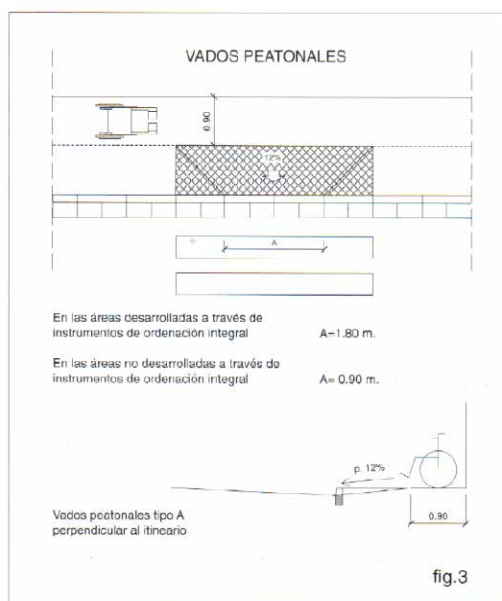 VADOS PEATONALES
0.90
12%
A
En las áreas desarrolladas a través de
instrumentos de ordenación integral A=1.80 m.
En las áreas no desarrolladas a través de
instrumentos de ordenación integral A= 0.90 m.
p. 12%
0.90
Vados peatonales tipo A
perpendicular al itineario
fig.3